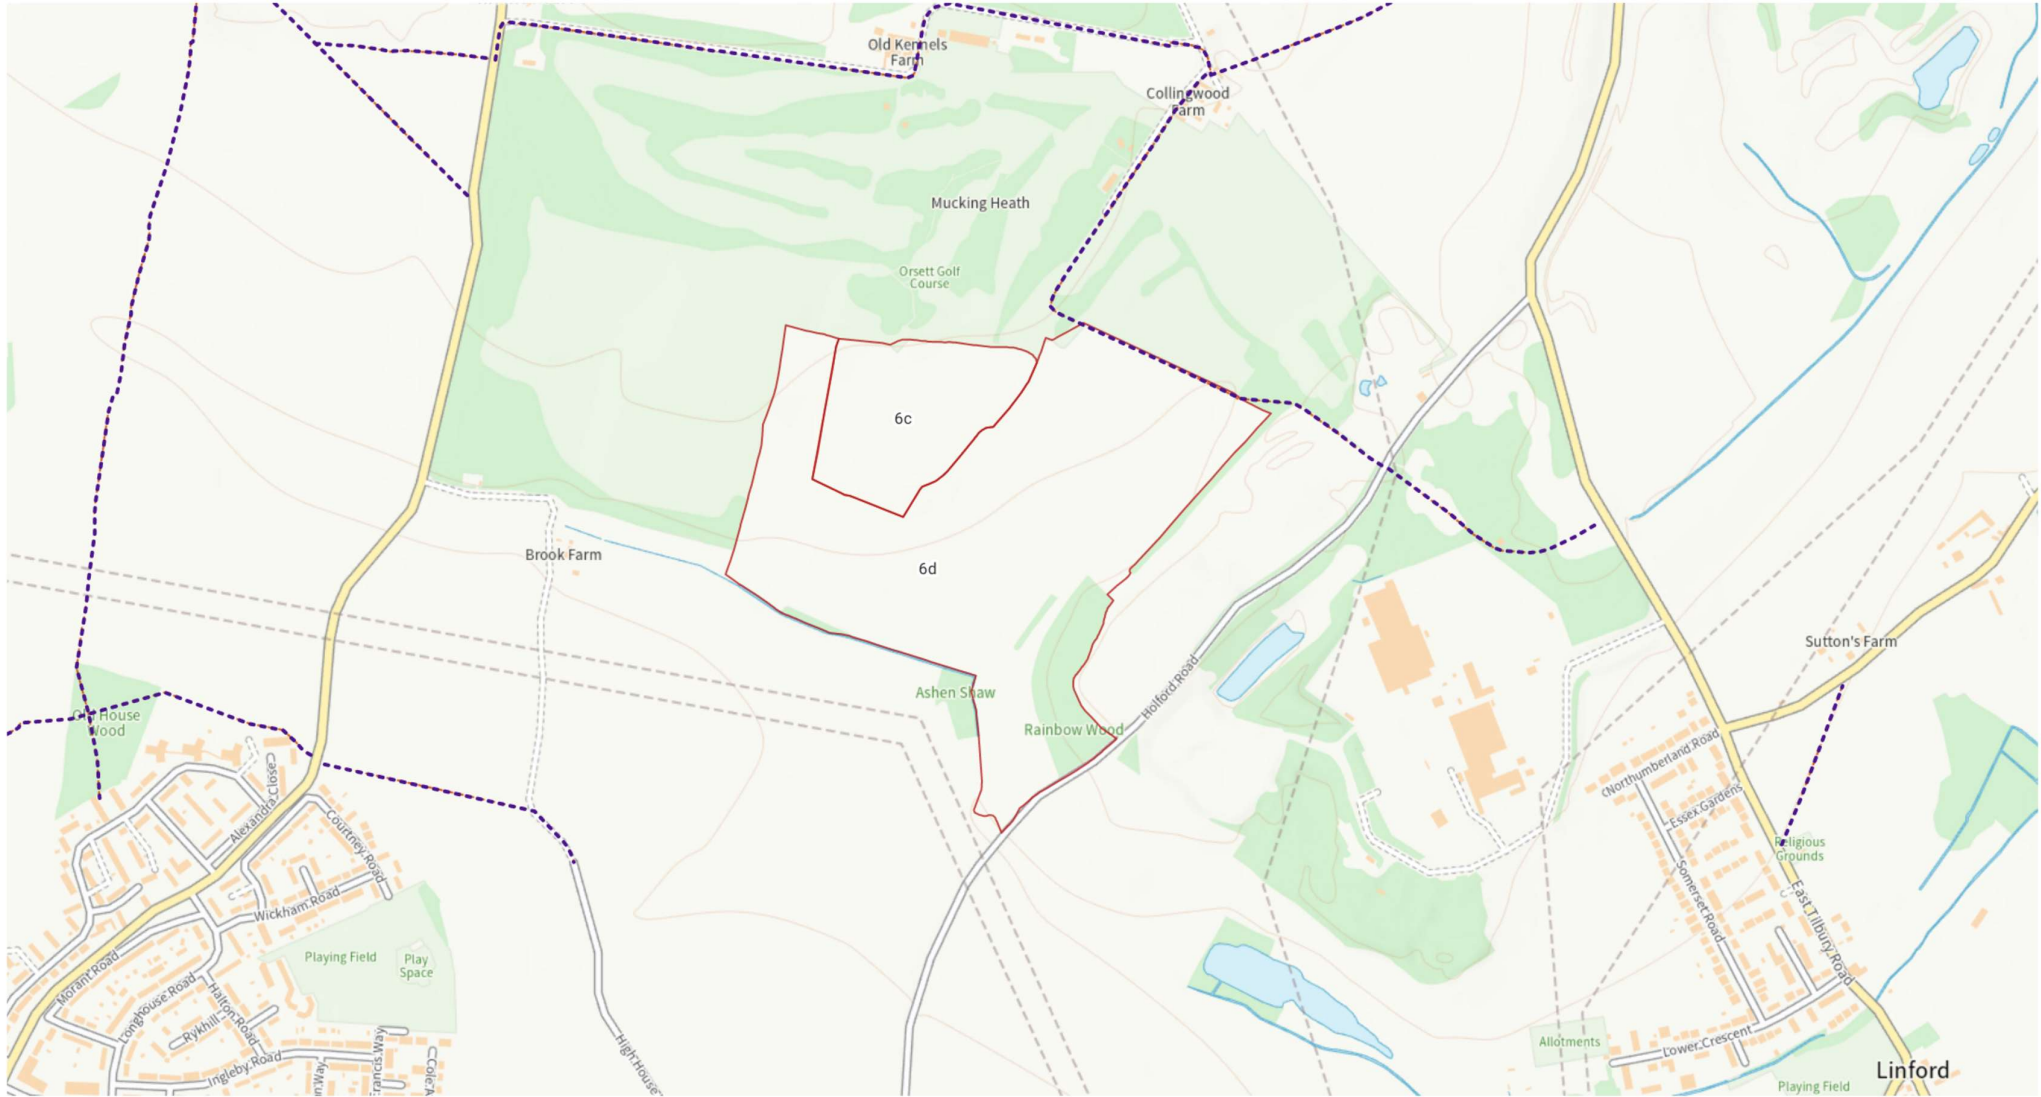 Old Kennels
Farm
Collingwood
Farm
Mucking Heath
Orsett Golf
Course
6c
6d
Brook Farm
Ashen Shaw
Rainbow Wood
Holford Road
Sutton's Farm
Old House
Wood
Alexandra Close
Courtney Road
Wickham Road
Morant Road
Longhouse Road
Halton Road
Rykhill
Ingleby Road
Francis Way
Playing Field
Play
Space
High House
Northumberland Road
Essex Gardens
Somerset Road
Religious
Grounds
East Tilbury Road
Lower Crescent
Allotments
Linford
Playing Field